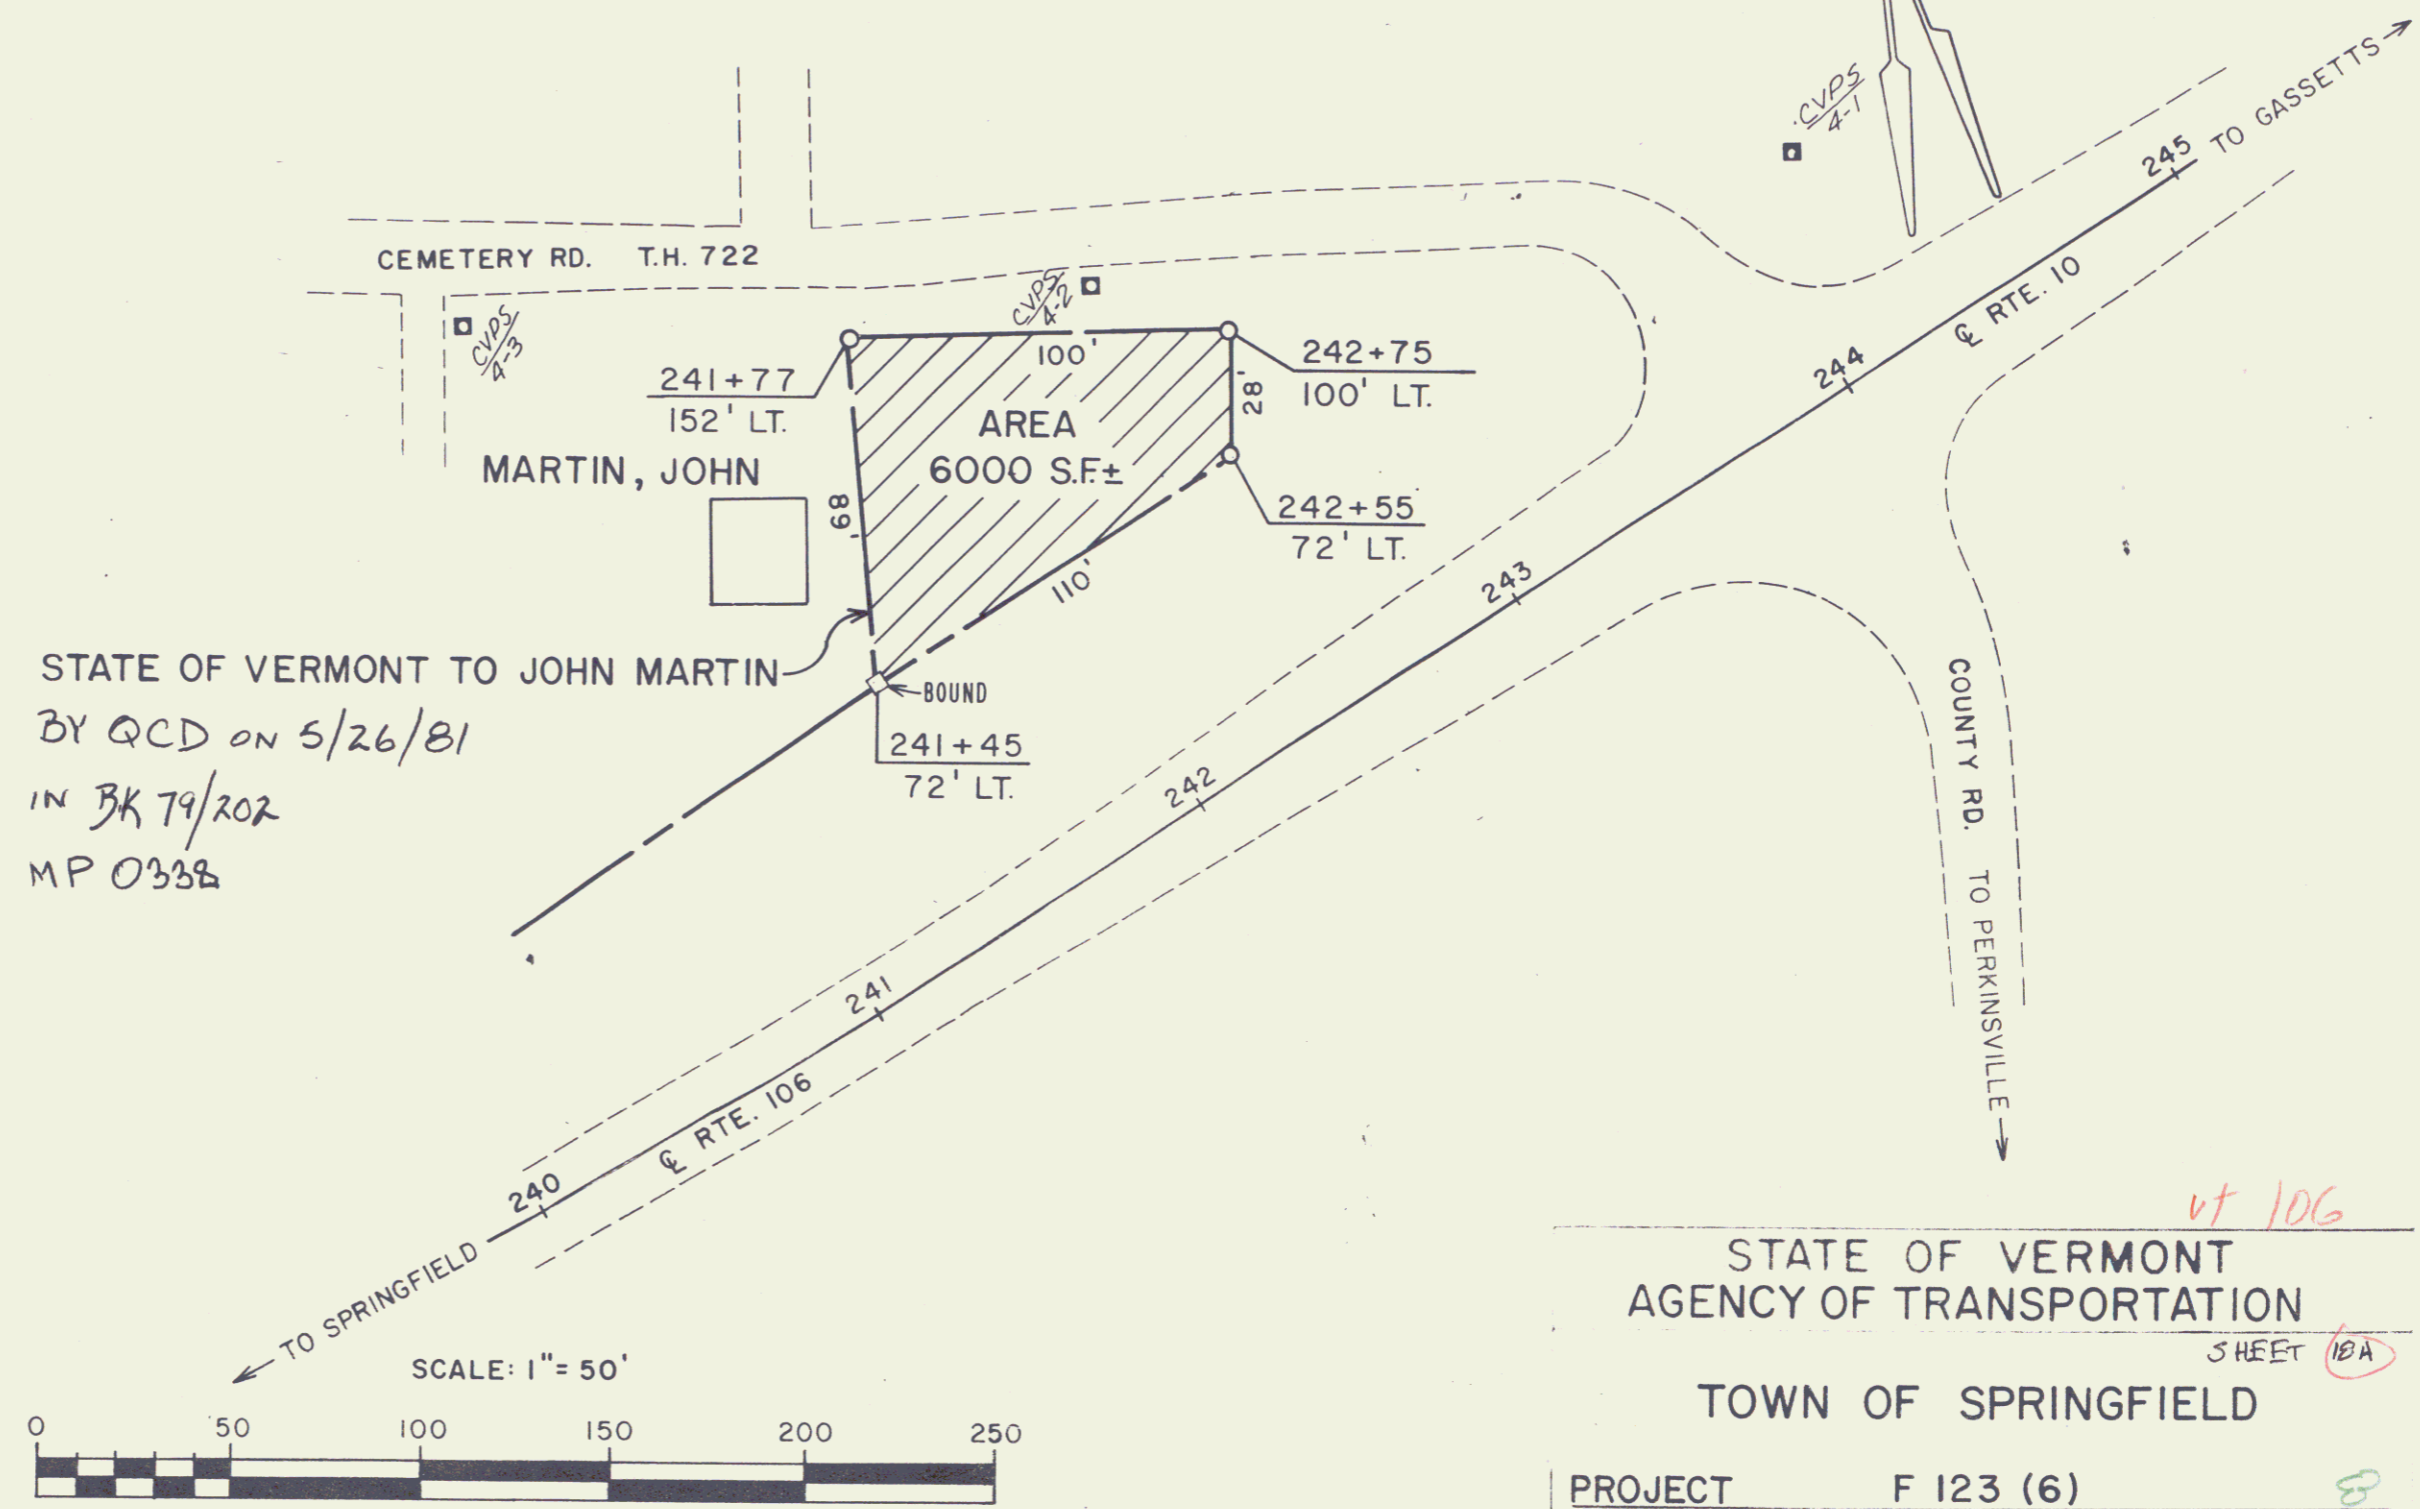 CVPS
4-1
TO GASSETTS
245
CEMETERY RD. T.H. 722
CVPS
4-2
CVPS
4-3
℄ RTE. 10
100'
242+75
100' LT.
28'
241+77
152' LT.
244
AREA
6000 S.F.±
MARTIN, JOHN
89'
242+55
72' LT.
110'
243
STATE OF VERMONT TO JOHN MARTIN
BOUND
BY QCD ON 5/26/81
241+45
72' LT.
IN BK 79/202
MP 0338
242
COUNTY RD. TO PERKINSVILLE
241
℄ RTE. 106
240
TO SPRINGFIELD
vt 106
STATE OF VERMONT
AGENCY OF TRANSPORTATION
SHEET 18A
TOWN OF SPRINGFIELD
SCALE: 1"= 50'
0 50 100 150 200 250
PROJECT F 123 (6)